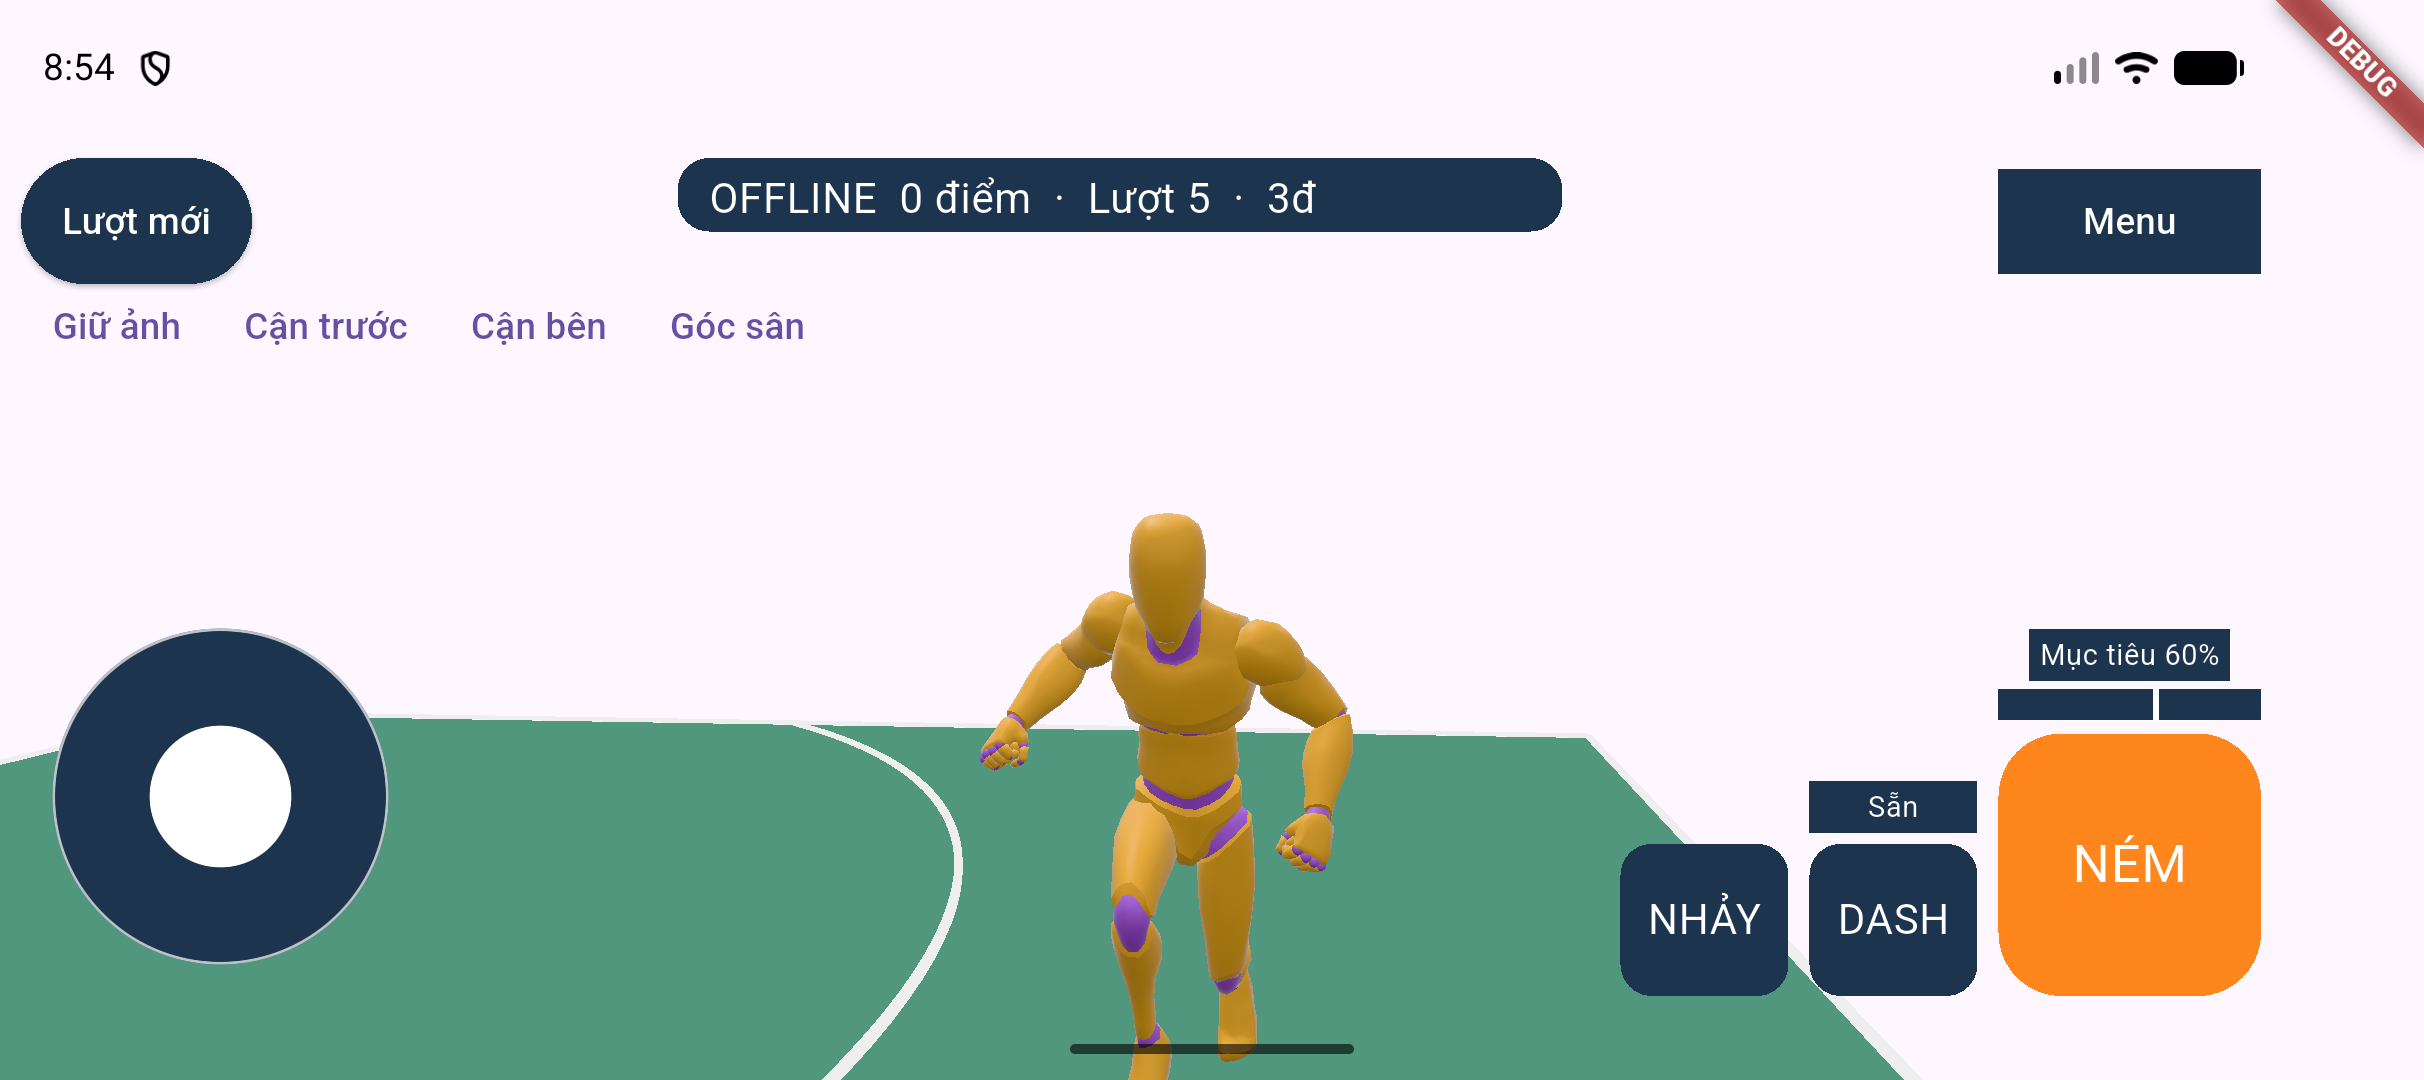 8:54
DEBUG
Lượt mới
OFFLINE 0 điểm · Lượt 5 · 3đ
Menu
Giữ ảnh Cận trước Cận bên Góc sân
Mục tiêu 60%
Sẵn
NHẢY
DASH
NÉM